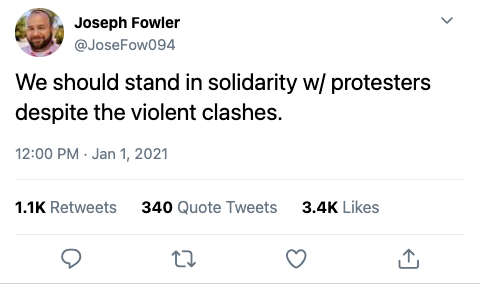 Joseph Fowler
@JoseFow094
We should stand in solidarity w/ protesters
despite the violent clashes.
12:00 PM · Jan 1, 2021
1.1K Retweets 340 Quote Tweets 3.4K Likes